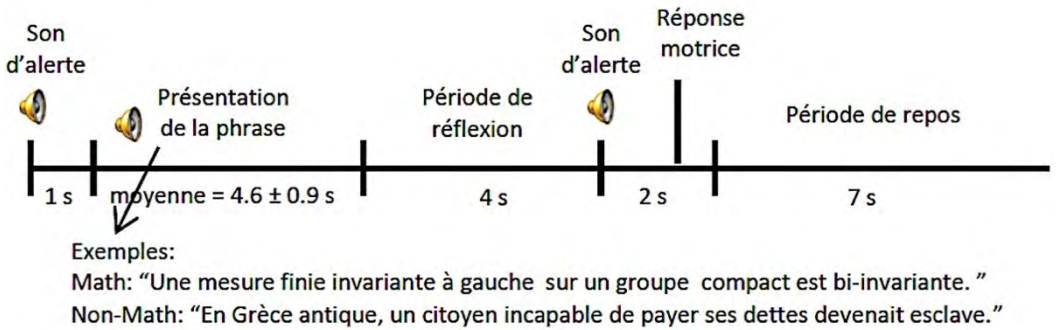 Son
d'alerte
Présentation
de la phrase
Période de
réflexion
Son
d'alerte
Réponse
motrice
Période de repos
1 s
moyenne = 4.6 ± 0.9 s
4 s
2 s
7 s
Exemples:
Math: “Une mesure finie invariante à gauche sur un groupe compact est bi-invariante. ”
Non-Math: “En Grèce antique, un citoyen incapable de payer ses dettes devenait esclave.”